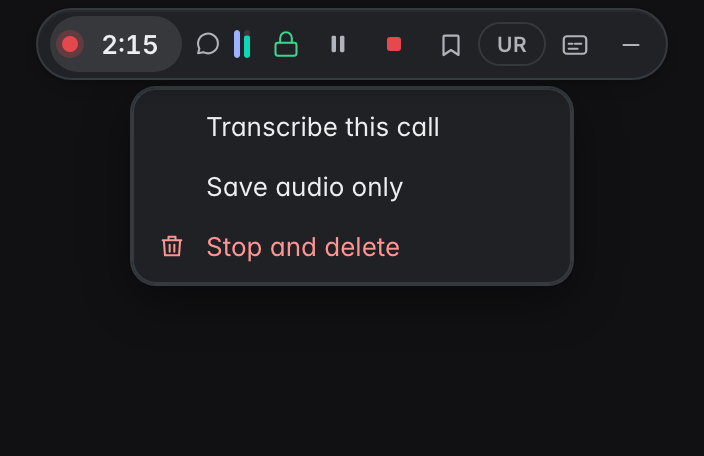 2:15
UR
Transcribe this call
Save audio only
Stop and delete